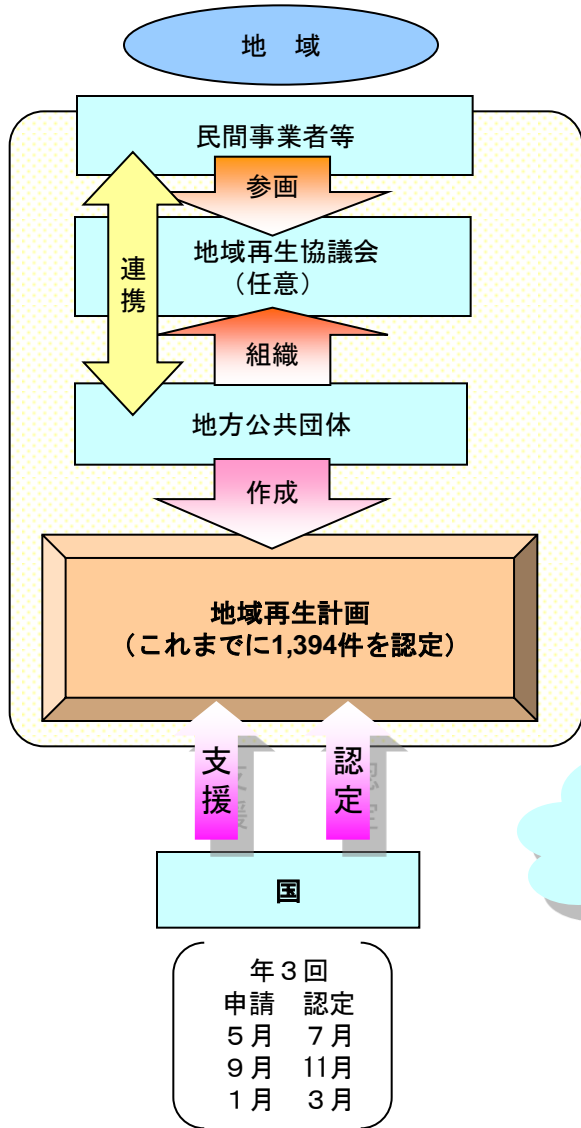 地　域
民間事業者等
参画
連携
地域再生協議会
（任意）
組織
地方公共団体
作成
地域再生計画
（これまでに1,394件を認定）
支援
認定
国
年３回
申請　認定
５月　７月
９月　11月
１月　３月